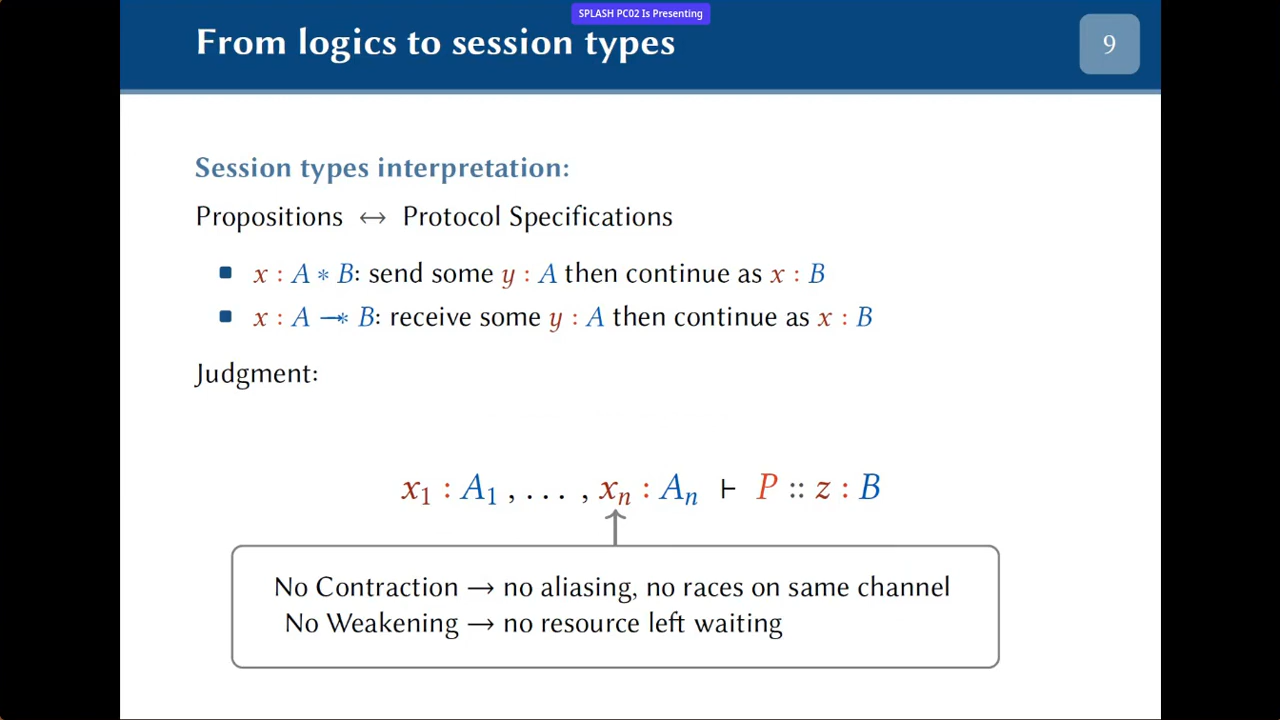 SPLASH PC02 Is Presenting
From logics to session types
9
Session types interpretation:
Propositions ↔ Protocol Specifications
▪ x : A ∗ B: send some y : A then continue as x : B
▪ x : A −∗ B: receive some y : A then continue as x : B
Judgment:
x₁ : A₁ , . . . , xₙ : Aₙ ⊢ P :: z : B
No Contraction → no aliasing, no races on same channel
No Weakening → no resource left waiting